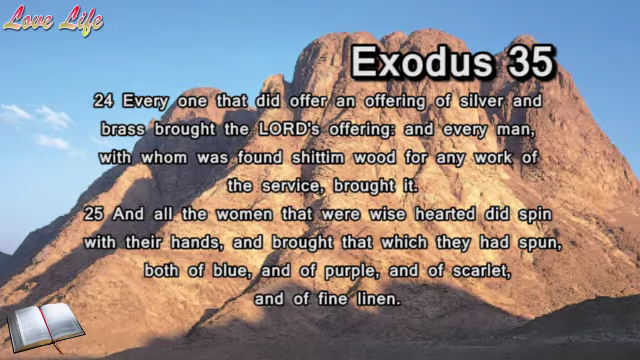 Love Life
Exodus 35
24 Every one that did offer an offering of silver and
brass brought the LORD's offering: and every man,
with whom was found shittim wood for any work of
the service, brought it.
25 And all the women that were wise hearted did spin
with their hands, and brought that which they had spun,
both of blue, and of purple, and of scarlet,
and of fine linen.